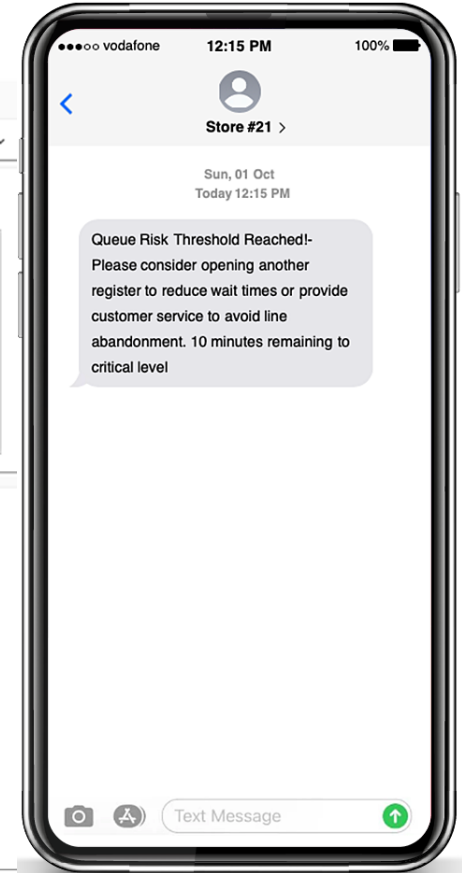 vodafone 12:15 PM 100%
Store #21 >
Sun, 01 Oct
Today 12:15 PM
Queue Risk Threshold Reached!-
Please consider opening another
register to reduce wait times or provide
customer service to avoid line
abandonment. 10 minutes remaining to
critical level
Text Message